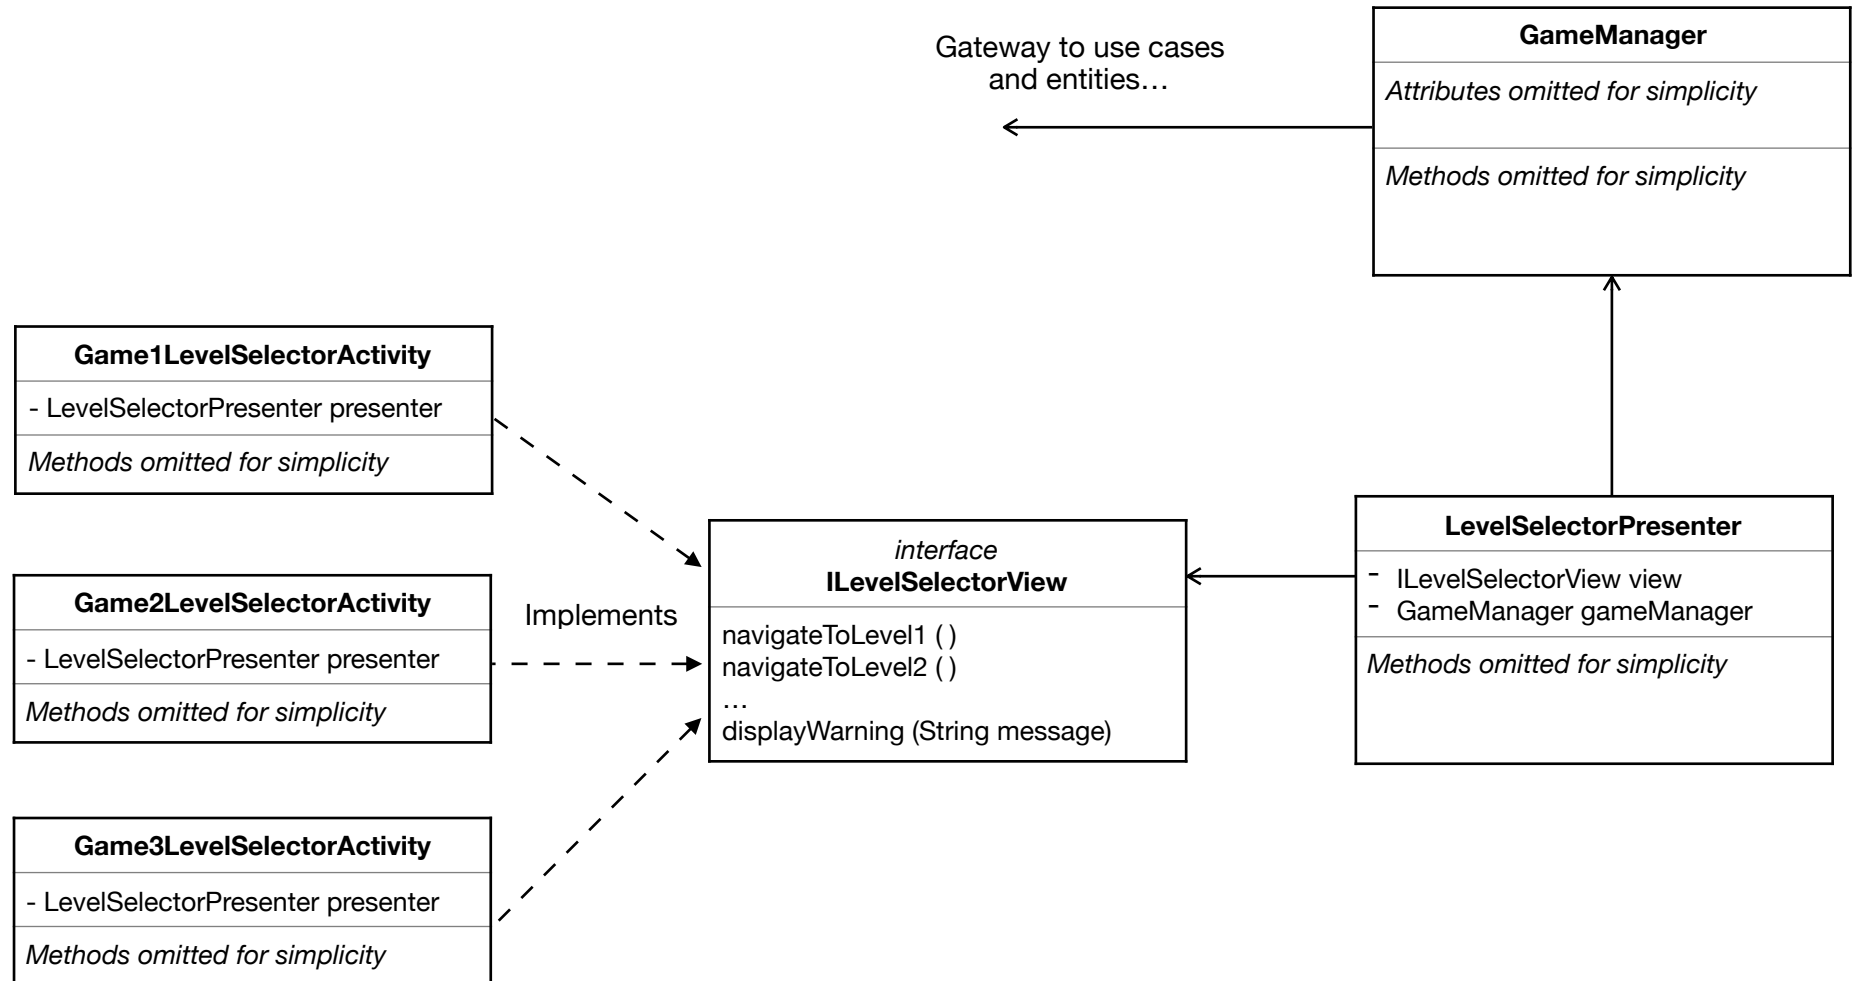 Gateway to use cases
and entities…
GameManager
Attributes omitted for simplicity
Methods omitted for simplicity
Game1LevelSelectorActivity
- LevelSelectorPresenter presenter
Methods omitted for simplicity
Game2LevelSelectorActivity
- LevelSelectorPresenter presenter
Methods omitted for simplicity
Game3LevelSelectorActivity
- LevelSelectorPresenter presenter
Methods omitted for simplicity
Implements
interface
ILevelSelectorView
navigateToLevel1 ( )
navigateToLevel2 ( )
…
displayWarning (String message)
LevelSelectorPresenter
- ILevelSelectorView view
- GameManager gameManager
Methods omitted for simplicity